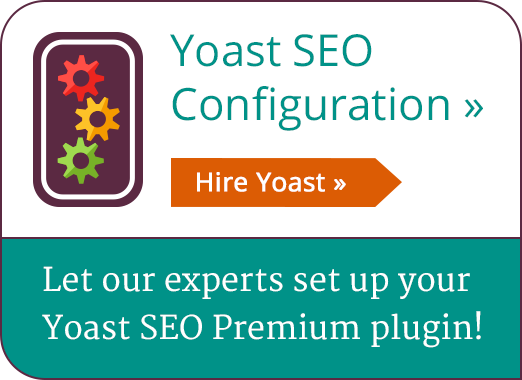 Yoast SEO
Configuration »
Hire Yoast »
Let our experts set up your
Yoast SEO Premium plugin!